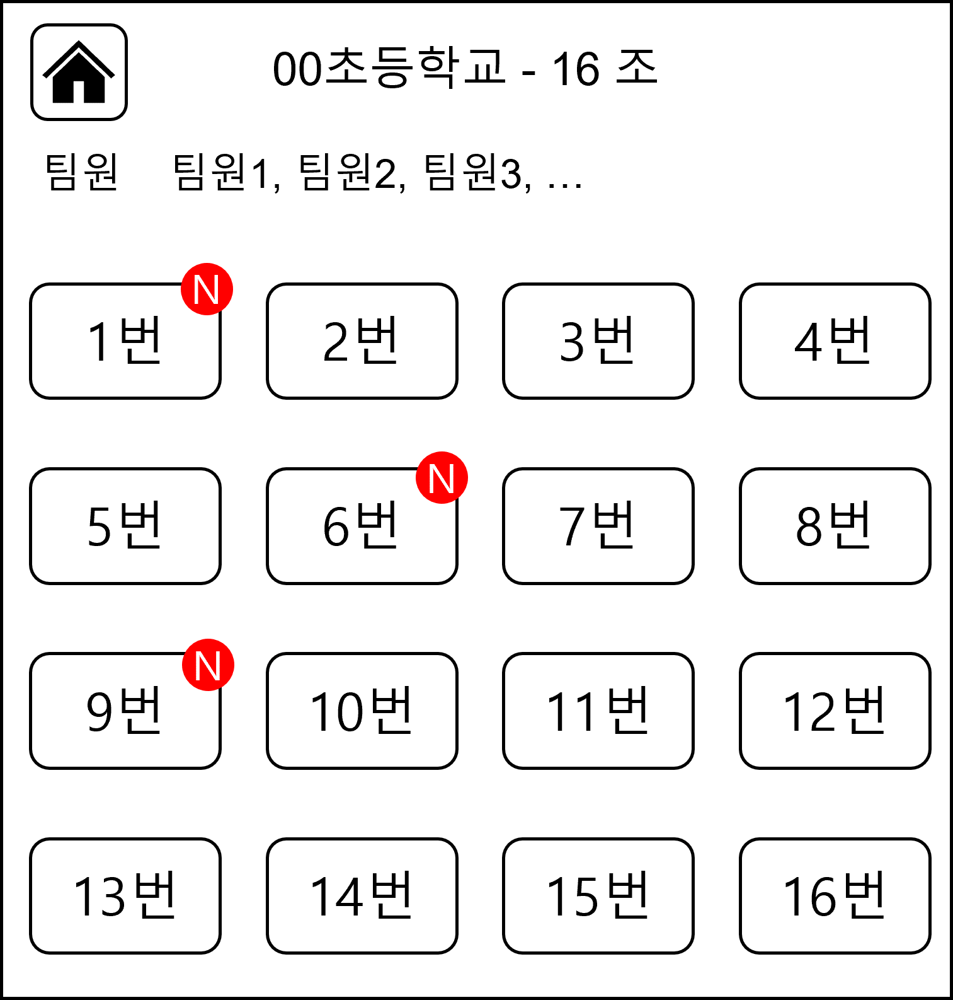 00초등학교 - 16 조
팀원 팀원1, 팀원2, 팀원3, ...
N
1번 2번 3번 4번
N
5번 6번 7번 8번
N
9번 10번 11번 12번
13번 14번 15번 16번